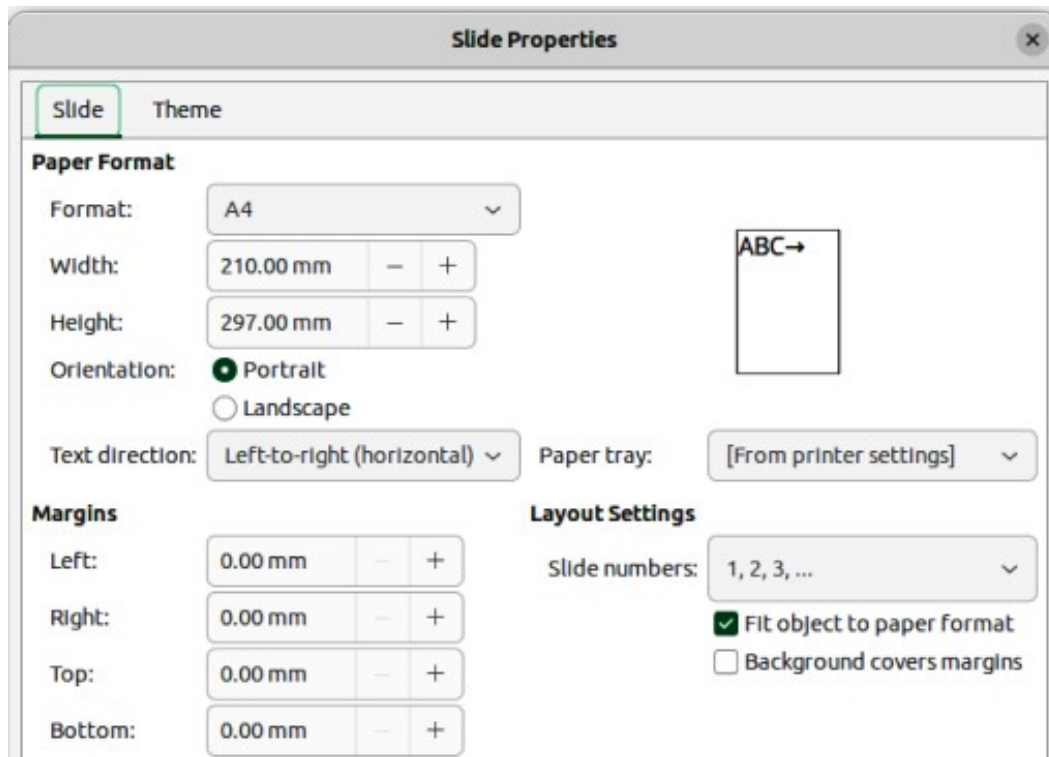 Slide Properties
Slide Theme
Paper Format
Format: A4
Width: 210.00 mm
Height: 297.00 mm
ABC→
Orientation: Portrait
Landscape
Text direction: Left-to-right (horizontal) Paper tray: [From printer settings]
Margins Layout Settings
Left: 0.00 mm Slide numbers: 1, 2, 3, ...
Right: 0.00 mm Fit object to paper format
Top: 0.00 mm Background covers margins
Bottom: 0.00 mm